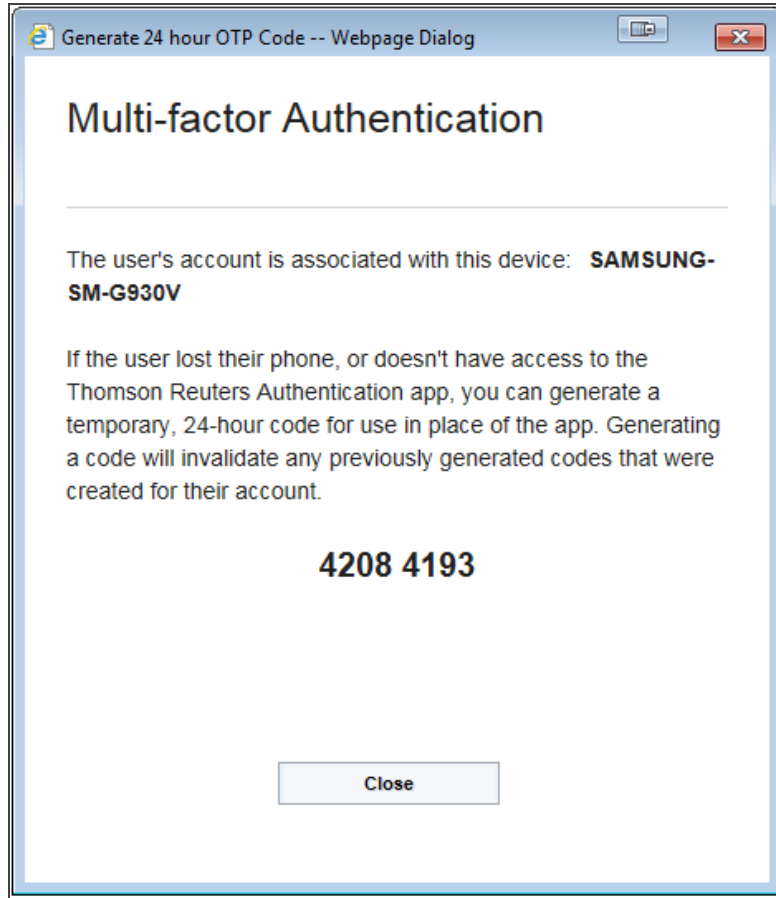 Generate 24 hour OTP Code -- Webpage Dialog
Multi-factor Authentication
The user's account is associated with this device: SAMSUNG-
SM-G930V
If the user lost their phone, or doesn't have access to the
Thomson Reuters Authentication app, you can generate a
temporary, 24-hour code for use in place of the app. Generating
a code will invalidate any previously generated codes that were
created for their account.
4208 4193
Close